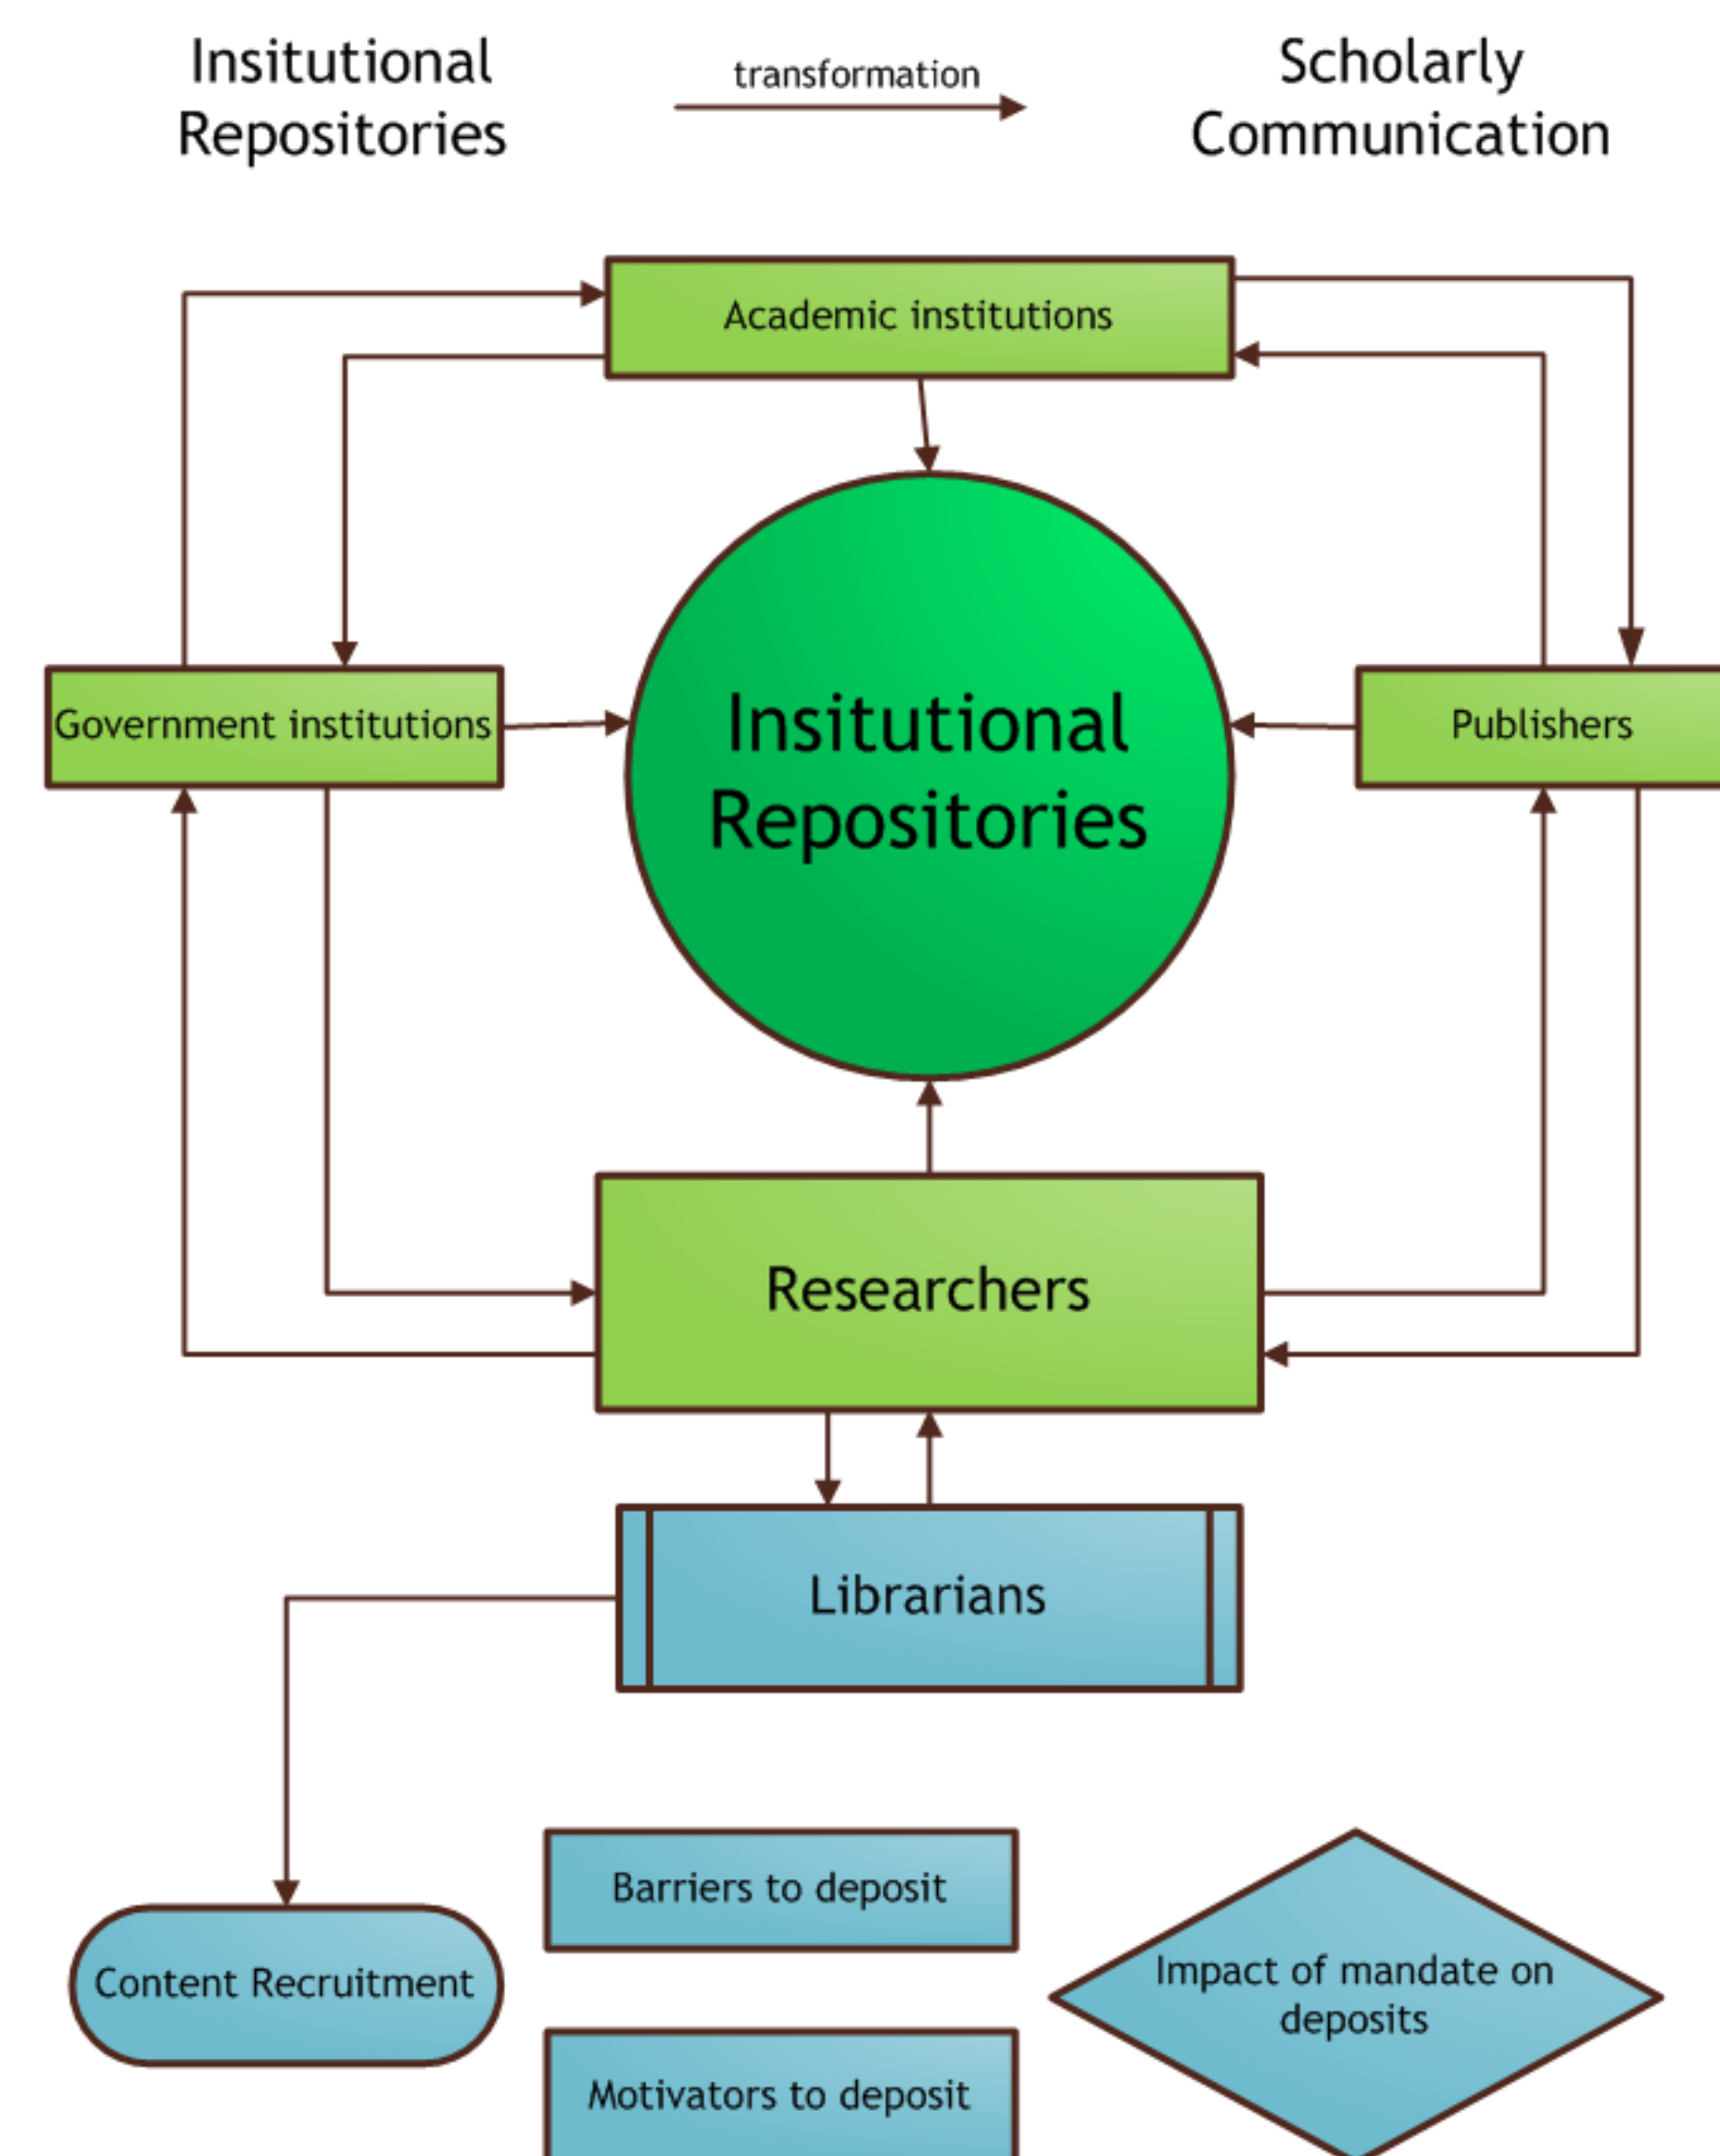 Insitutional
Repositories
transformation
Scholarly
Communication
Academic institutions
Government institutions
Insitutional
Repositories
Publishers
Researchers
Librarians
Barriers to deposit
Content Recruitment
Impact of mandate on
deposits
Motivators to deposit